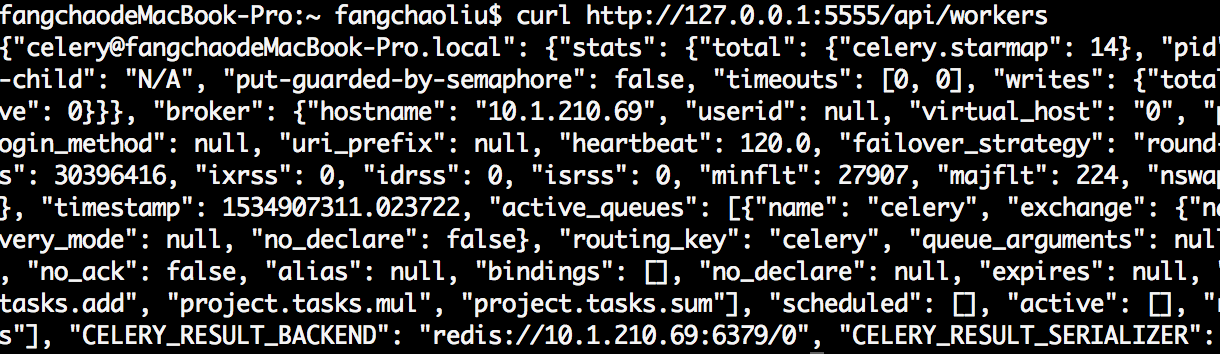 fangchaodeMacBook-Pro:~ fangchaoliu$ curl http://127.0.0.1:5555/api/workers
{"celery@fangchaodeMacBook-Pro.local": {"stats": {"total": {"celery.starmap": 14}, "pid"
-child": "N/A", "put-guarded-by-semaphore": false, "timeouts": [0, 0], "writes": {"total
ve": 0}}}, "broker": {"hostname": "10.1.210.69", "userid": null, "virtual_host": "0", "p
ogin_method": null, "uri_prefix": null, "heartbeat": 120.0, "failover_strategy": "round-
s": 30396416, "ixrss": 0, "idrss": 0, "isrss": 0, "minflt": 27907, "majflt": 224, "nswap
}, "timestamp": 1534907311.023722, "active_queues": [{"name": "celery", "exchange": {"na
very_mode": null, "no_declare": false}, "routing_key": "celery", "queue_arguments": null
, "no_ack": false, "alias": null, "bindings": [], "no_declare": null, "expires": null, "
tasks.add", "project.tasks.mul", "project.tasks.sum"], "scheduled": [], "active": [], "
s"], "CELERY_RESULT_BACKEND": "redis://10.1.210.69:6379/0", "CELERY_RESULT_SERIALIZER":